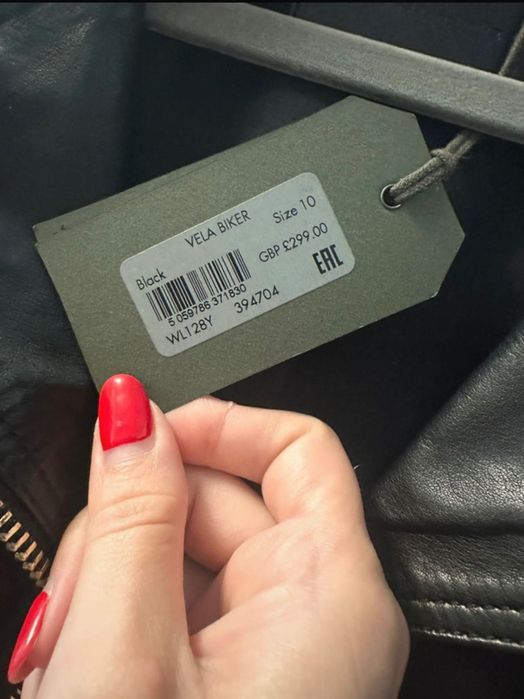 VELA BIKER
Black Size 10
GBP £299.00
5 059786 371830
WL128Y 394704
EAC